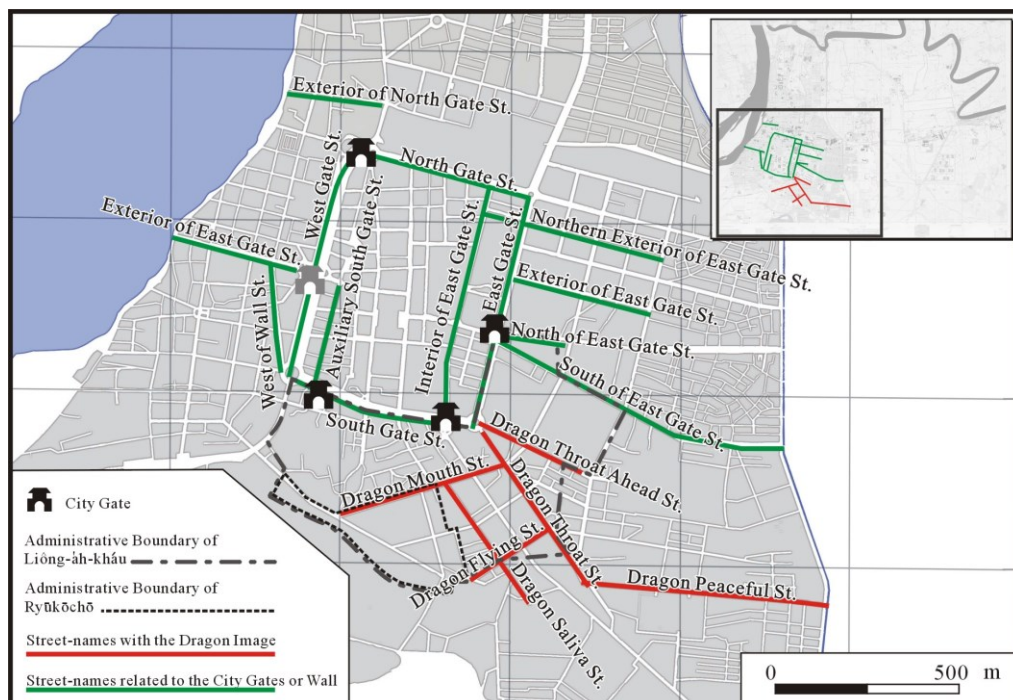 Exterior of North Gate St.
North Gate St.
West Gate St.
Exterior of East Gate St.
Auxiliary South Gate St.
West of Wall St.
Interior of East Gate St.
East Gate St.
Northern Exterior of East Gate St.
Exterior of East Gate St.
North of East Gate St.
South of East Gate St.
South Gate St.
Dragon Throat Ahead St.
Dragon Mouth St.
Dragon Throat St.
Dragon Flying St.
Dragon Saliva St.
Dragon Peaceful St.
City Gate
Administrative Boundary of
Liông-a̍h-kháu
Administrative Boundary of
Ryūkōchō
Street-names with the Dragon Image
Street-names related to the City Gates or Wall
0 500 m